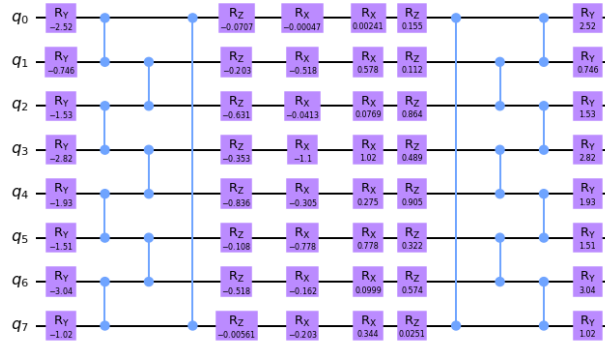 q0 RY RZ RX RX RZ RY
−2.52 −0.0707 −0.00047 0.00241 0.155 2.52
q1 RY RZ RX RX RZ RY
−0.746 −0.203 −0.518 0.578 0.112 0.746
q2 RY RZ RX RX RZ RY
−1.53 −0.631 −0.0413 0.0769 0.864 1.53
q3 RY RZ RX RX RZ RY
−2.82 −0.353 −1.1 1.02 0.489 2.82
q4 RY RZ RX RX RZ RY
−1.93 −0.836 −0.305 0.275 0.905 1.93
q5 RY RZ RX RX RZ RY
−1.51 −0.108 −0.778 0.778 0.322 1.51
q6 RY RZ RX RX RZ RY
−3.04 −0.518 −0.162 0.0999 0.574 3.04
q7 RY RZ RX RX RZ RY
−1.02 −0.00561 −0.203 0.344 0.0251 1.02